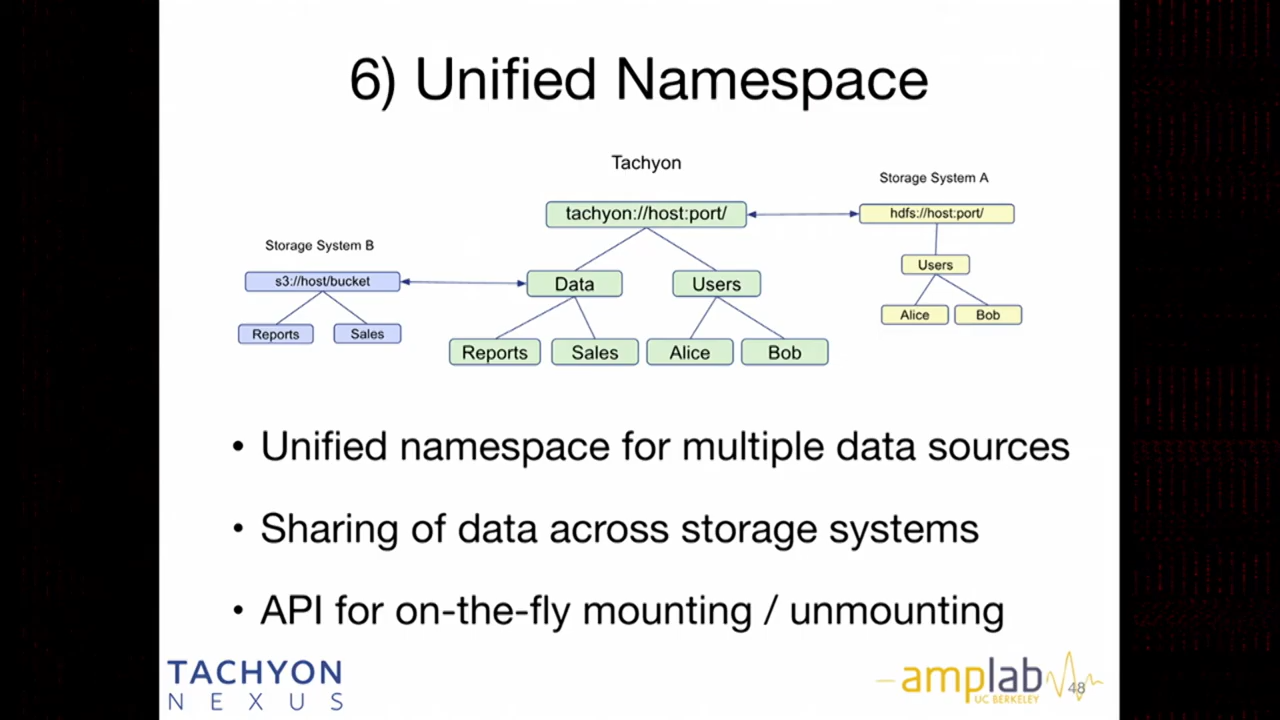 6) Unified Namespace
Tachyon
Storage System A
tachyon://host:port/
hdfs://host:port/
Storage System B
Users
s3://host/bucket
Data
Users
Alice
Bob
Reports
Sales
Reports
Sales
Alice
Bob
• Unified namespace for multiple data sources
• Sharing of data across storage systems
• API for on-the-fly mounting / unmounting
TACHYON
NEXUS
amplab
UC BERKELEY
48